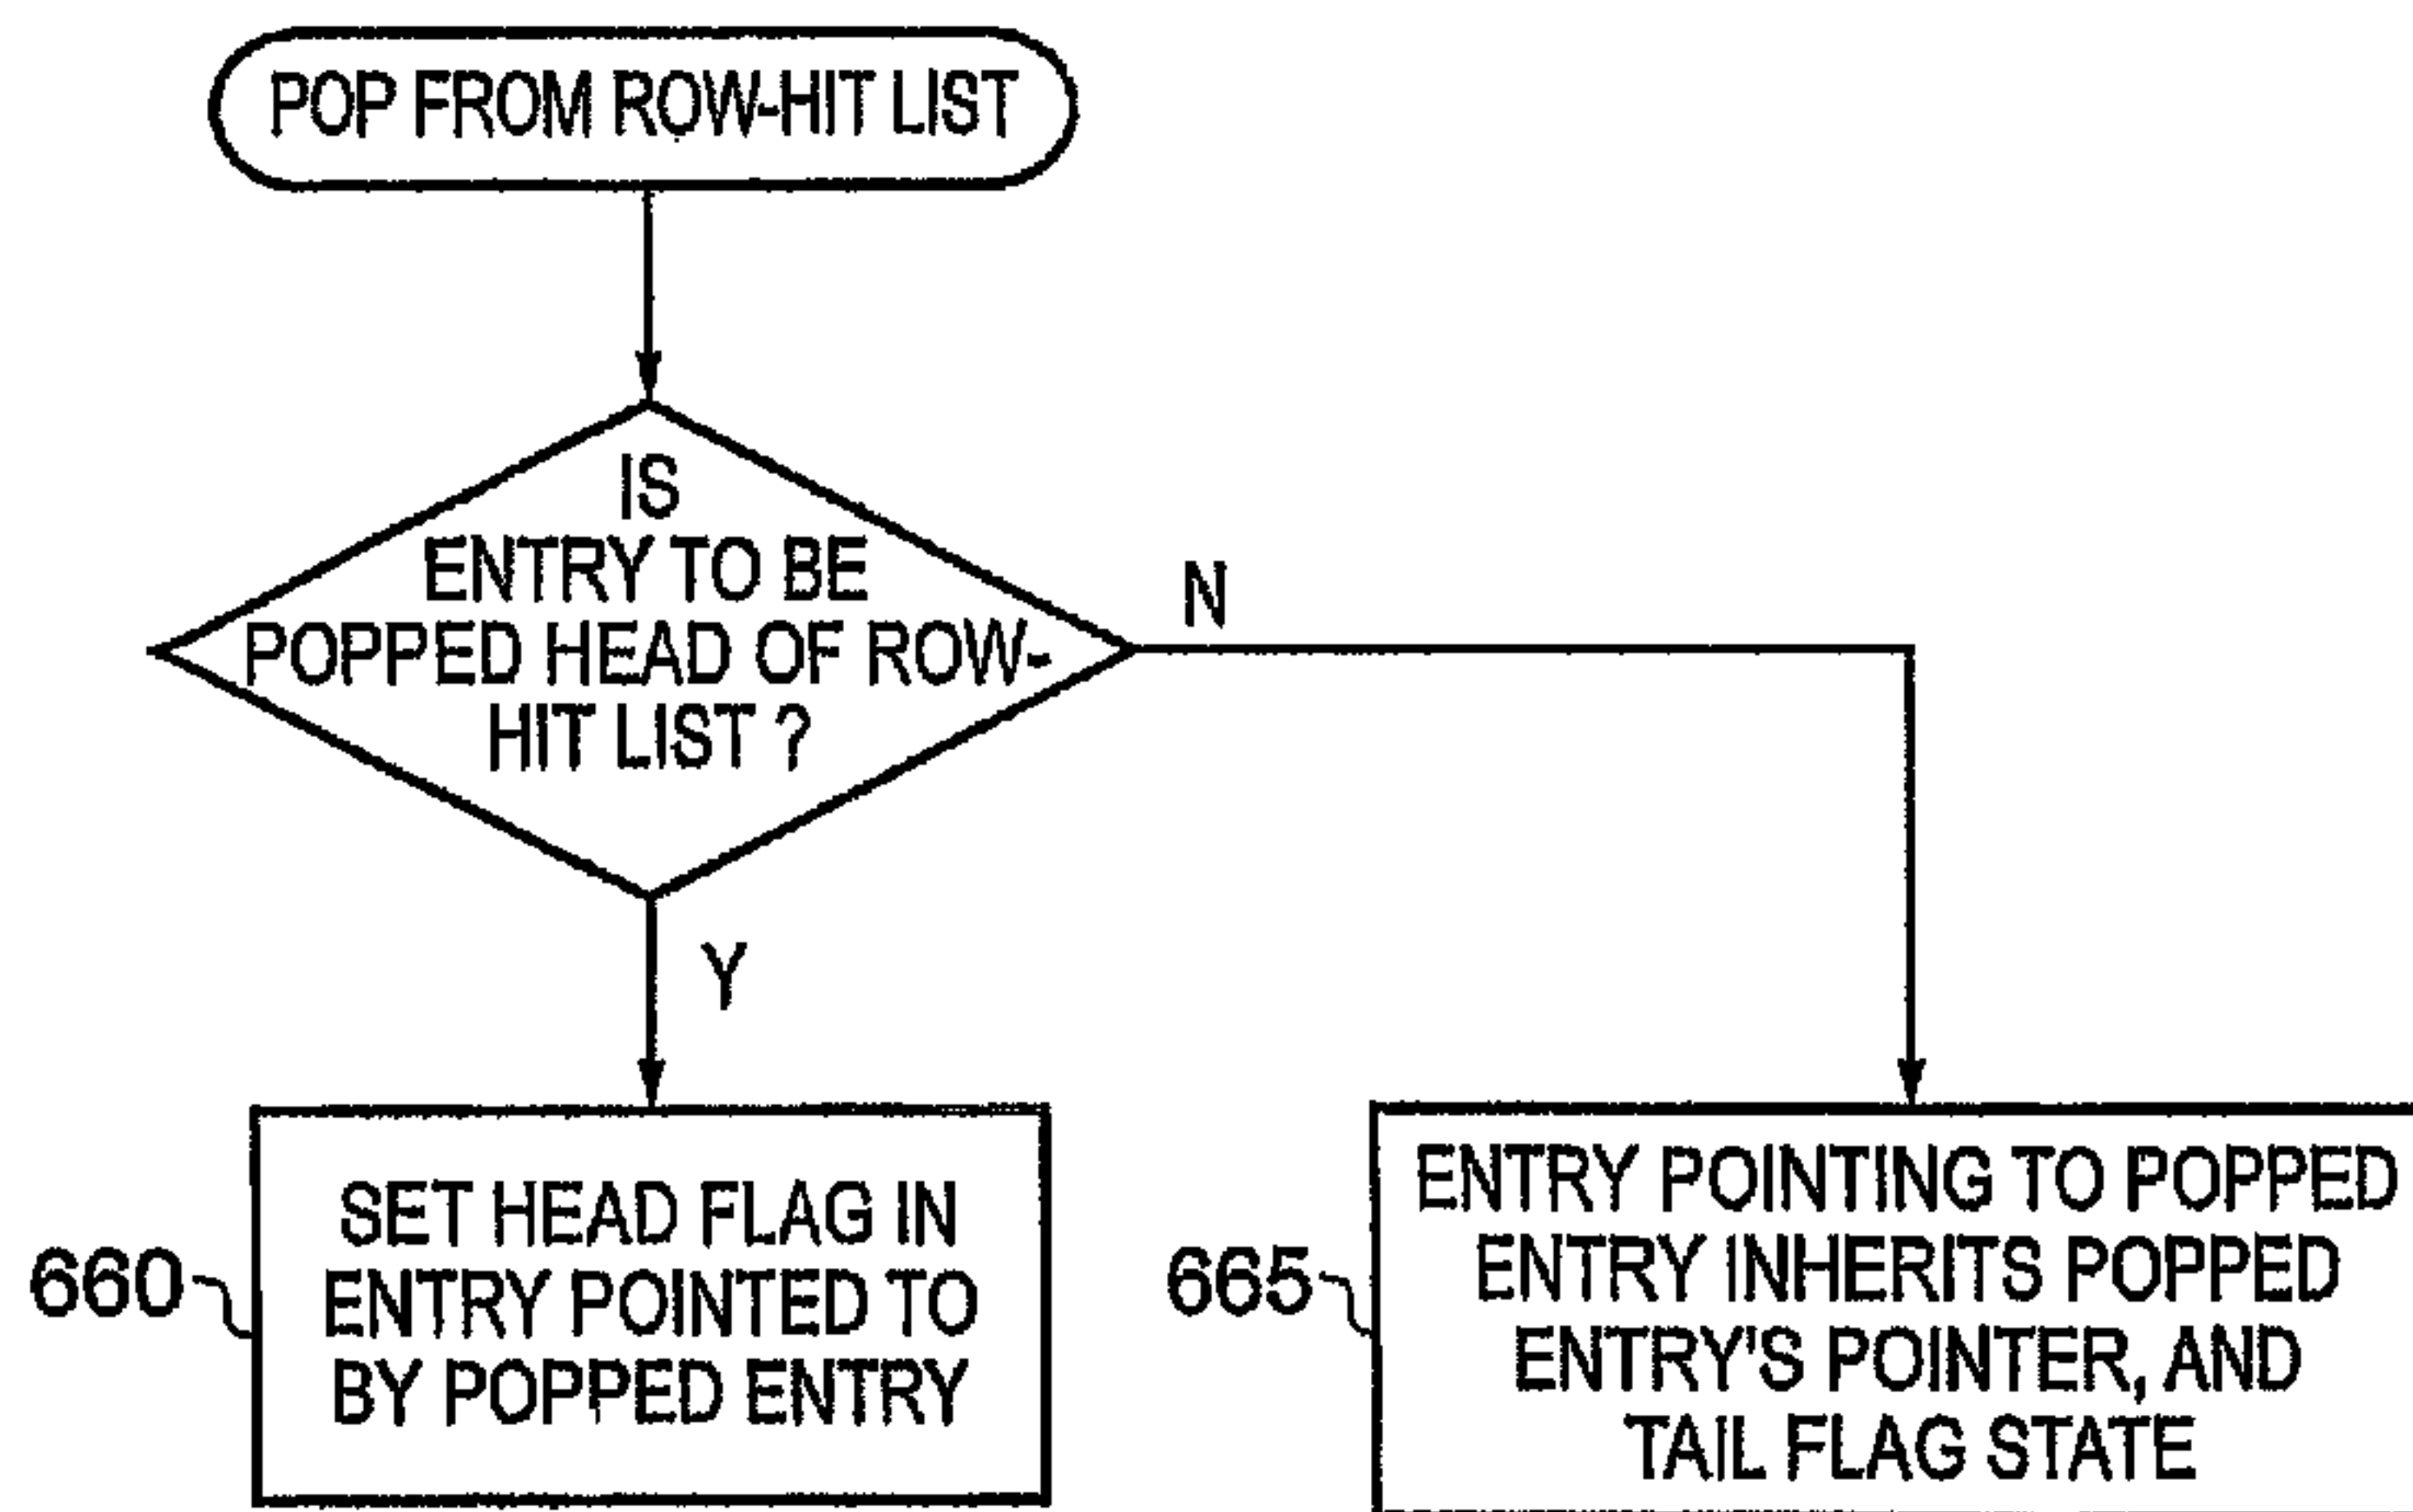 POP FROM ROW-HIT LIST
IS
ENTRY TO BE
POPPED HEAD OF ROW-
HIT LIST ?
N
Y
660
SET HEAD FLAG IN
ENTRY POINTED TO
BY POPPED ENTRY
665
ENTRY POINTING TO POPPED
ENTRY INHERITS POPPED
ENTRY'S POINTER, AND
TAIL FLAG STATE